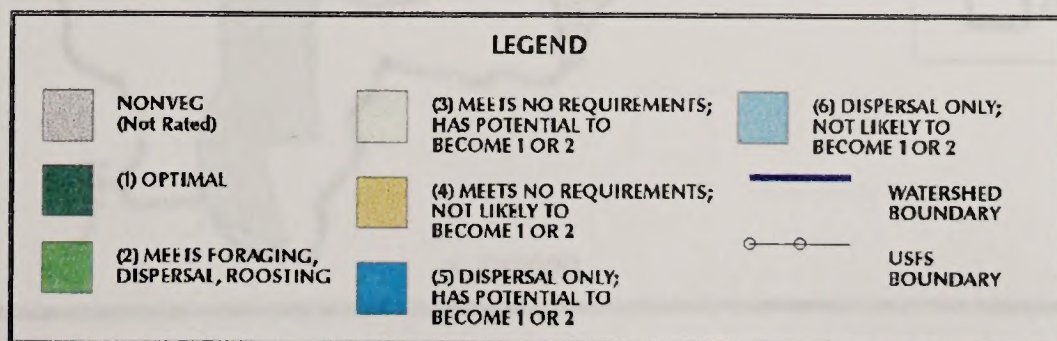 LEGEND
NONVEG
(Not Rated)
(1) OPTIMAL
(2) MEETS FORAGING,
DISPERSAL, ROOSTING
(3) MEETS NO REQUIREMENTS;
HAS POTENTIAL TO
BECOME 1 OR 2
(4) MEETS NO REQUIREMENTS;
NOT LIKELY TO
BECOME 1 OR 2
(5) DISPERSAL ONLY;
HAS POTENTIAL TO
BECOME 1 OR 2
(6) DISPERSAL ONLY;
NOT LIKELY TO
BECOME 1 OR 2
WATERSHED
BOUNDARY
USFS
BOUNDARY